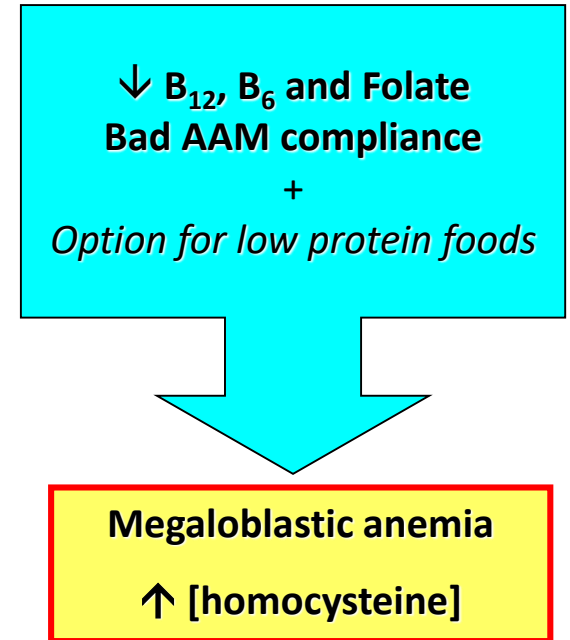 ↓ B₁₂, B₆ and Folate
Bad AAM compliance
+
Option for low protein foods
Megaloblastic anemia
↑ [homocysteine]